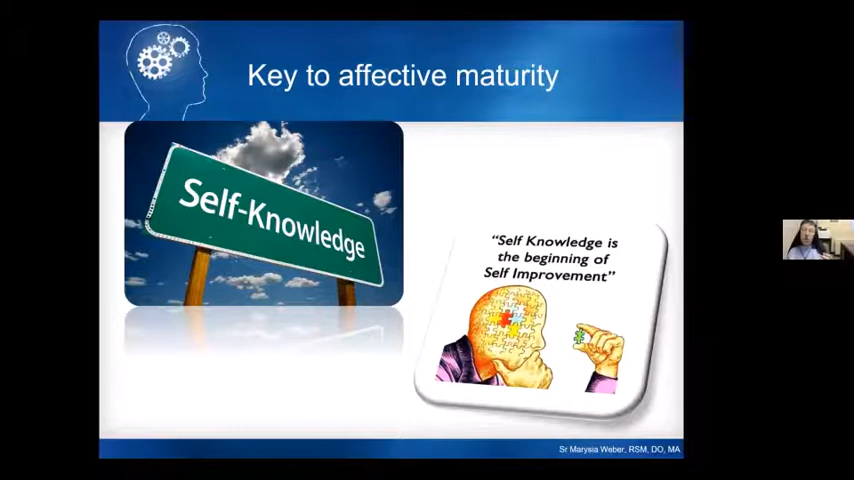 Key to affective maturity
Self-Knowledge
“Self Knowledge is
the beginning of
Self Improvement”
Sr Marysia Weber, RSM, DO, MA